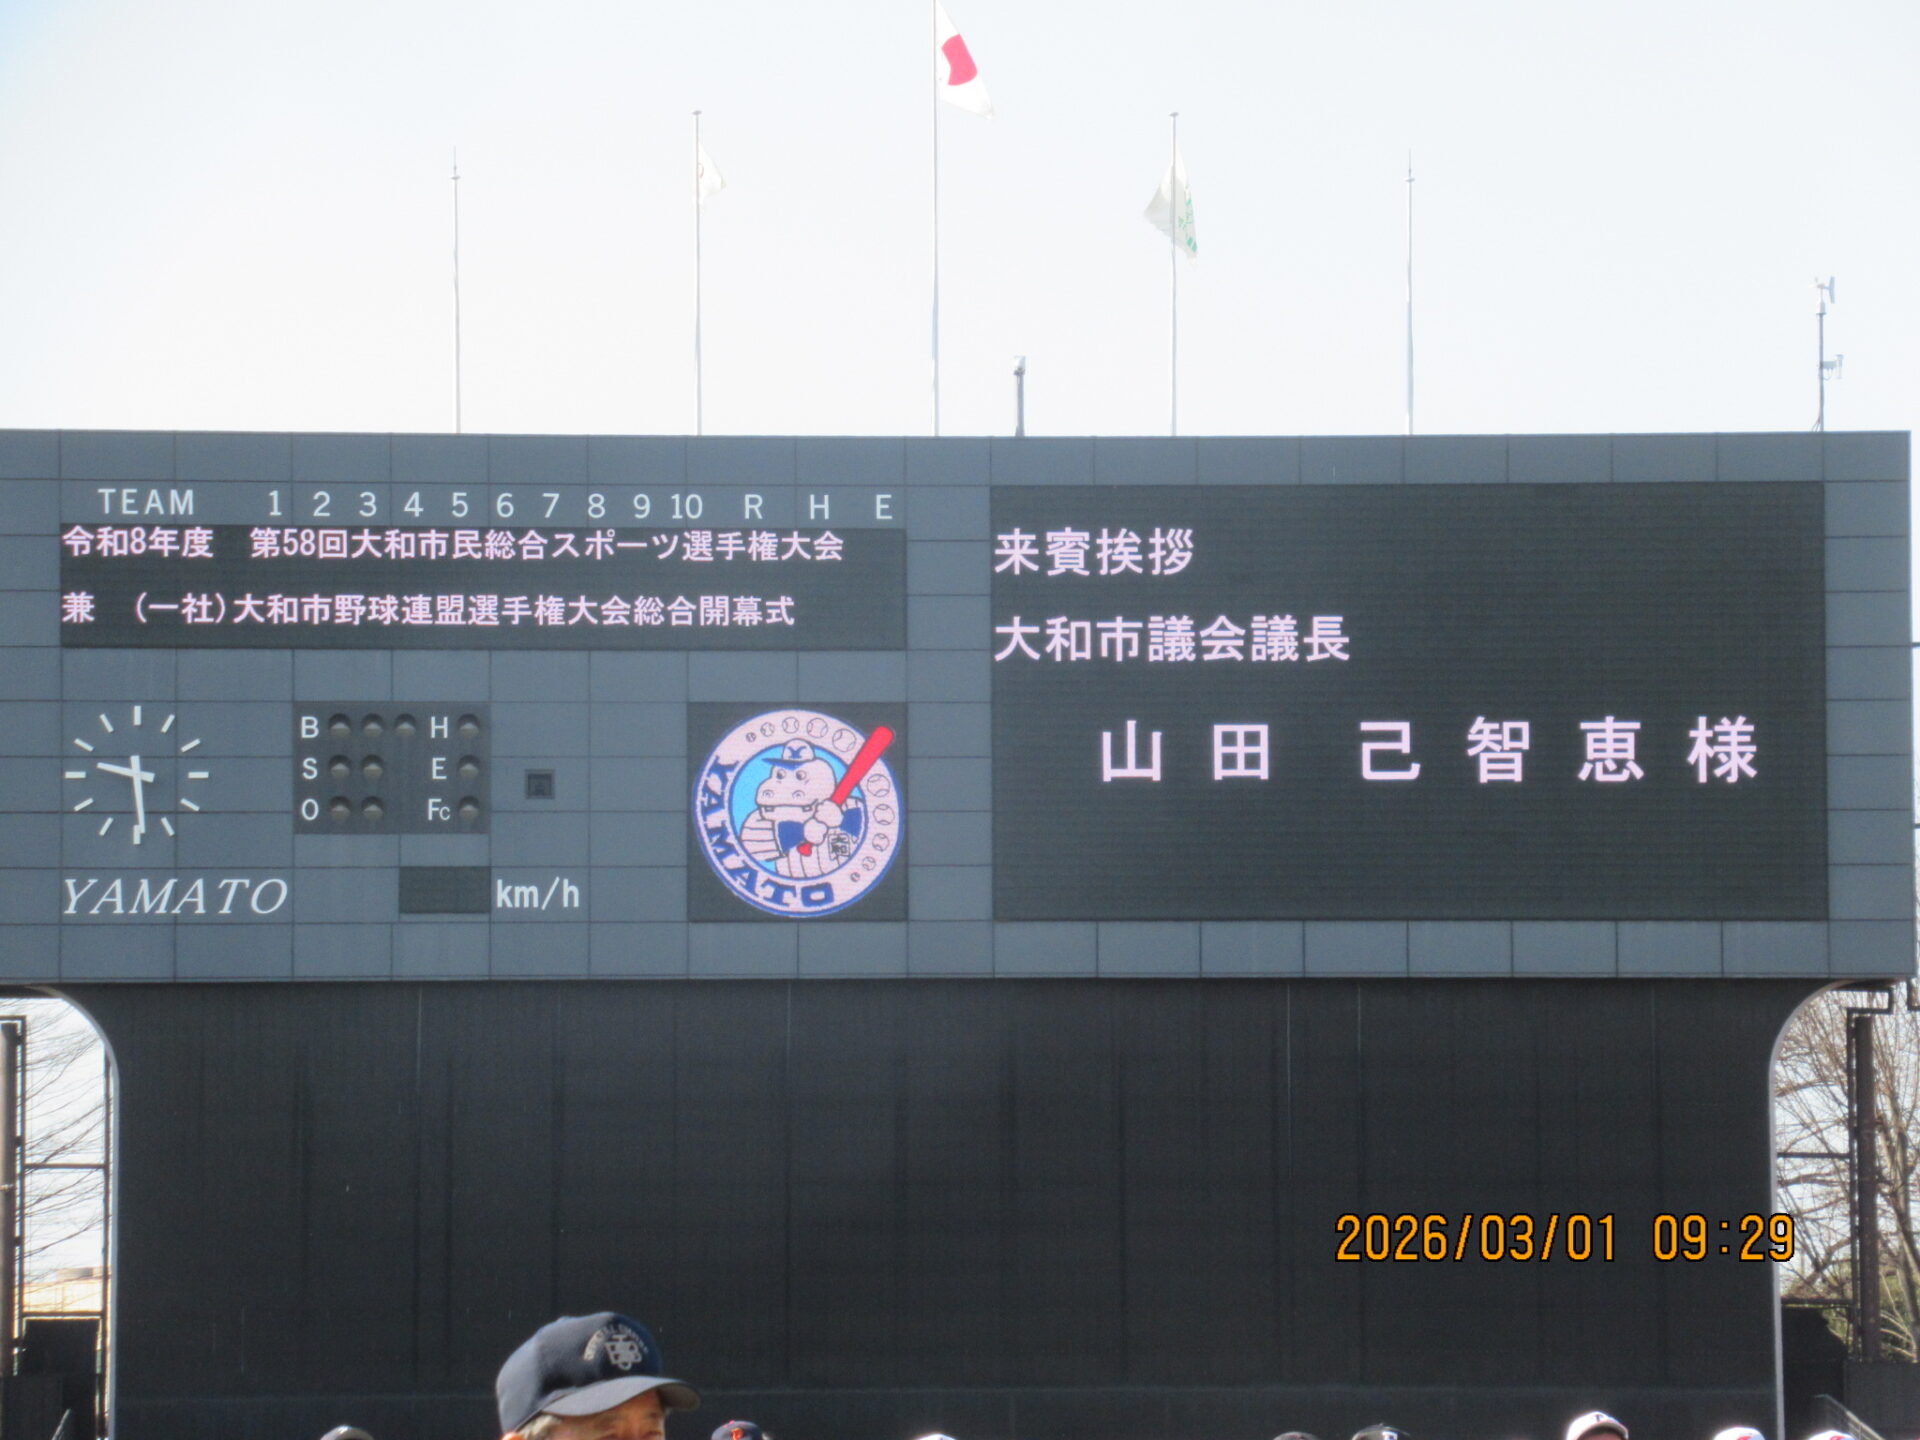 TEAM 1 2 3 4 5 6 7 8 9 10 R H E
令和8年度 第58回大和市民総合スポーツ選手権大会
兼 (一社)大和市野球連盟選手権大会総合開幕式
B H
S E
O Fc
YAMATO
km/h
YAMATO
大和
来賓挨拶
大和市議会議長
山田 己智恵様
2026/03/01 09:29